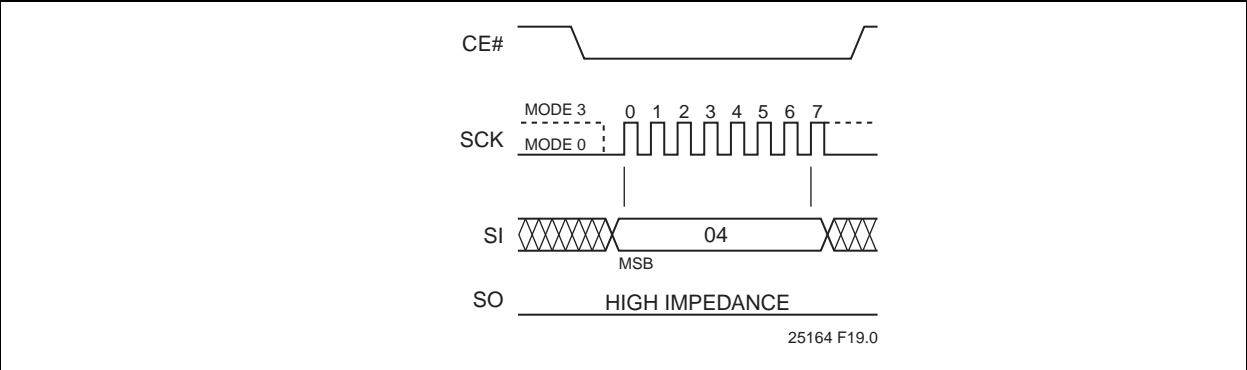 CE#
MODE 3
0 1 2 3 4 5 6 7
SCK
MODE 0
SI
04
MSB
SO
HIGH IMPEDANCE
25164 F19.0